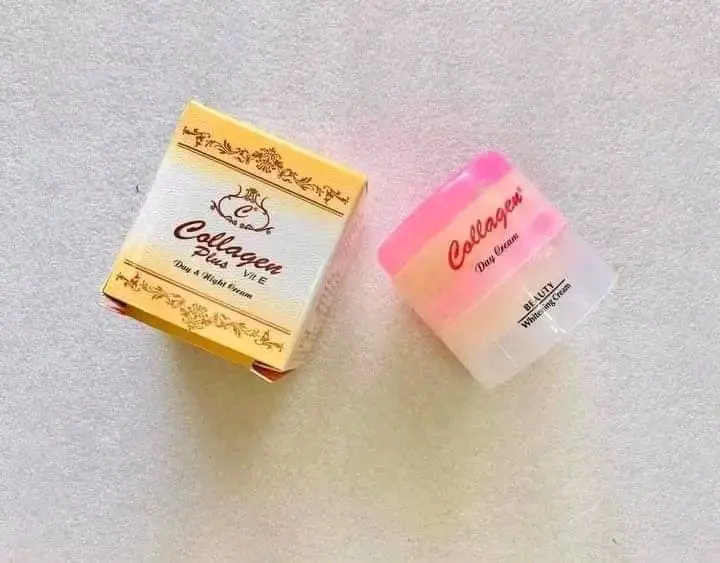 C
Collagen
Plus Vit E
Day & Night Cream
Collagen®
Day Cream
BEAUTY
Whitening Cream